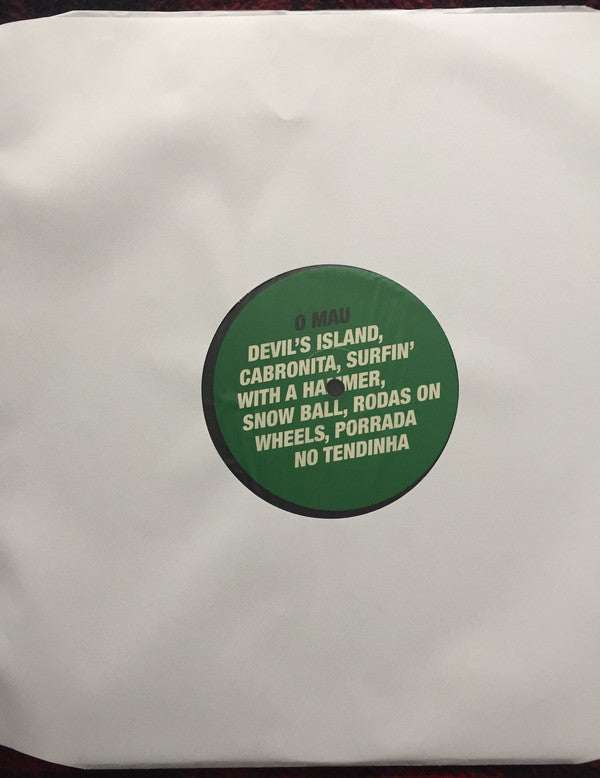 O MAU
DEVIL'S ISLAND,
CABRONITA, SURFIN'
WITH A HAMMER,
SNOW BALL, RODAS ON
WHEELS, PORRADA
NO TENDINHA